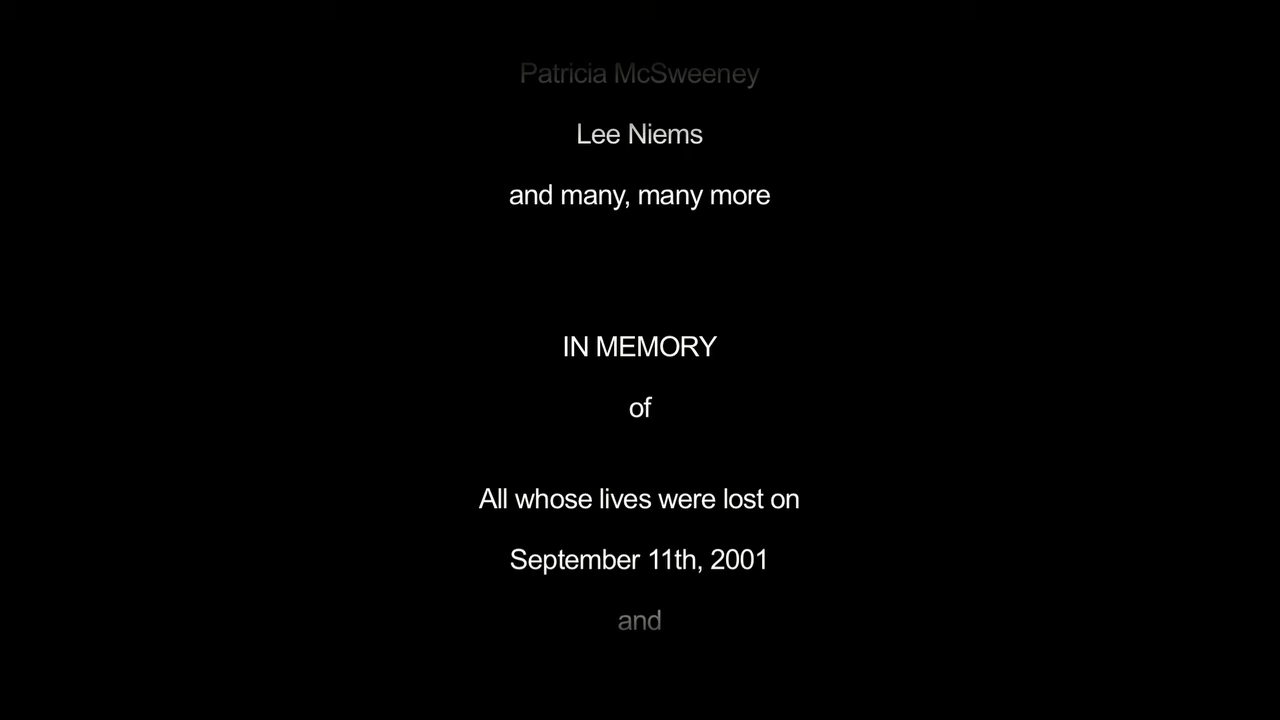 Patricia McSweeney
Lee Niems
and many, many more
IN MEMORY
of
All whose lives were lost on
September 11th, 2001
and